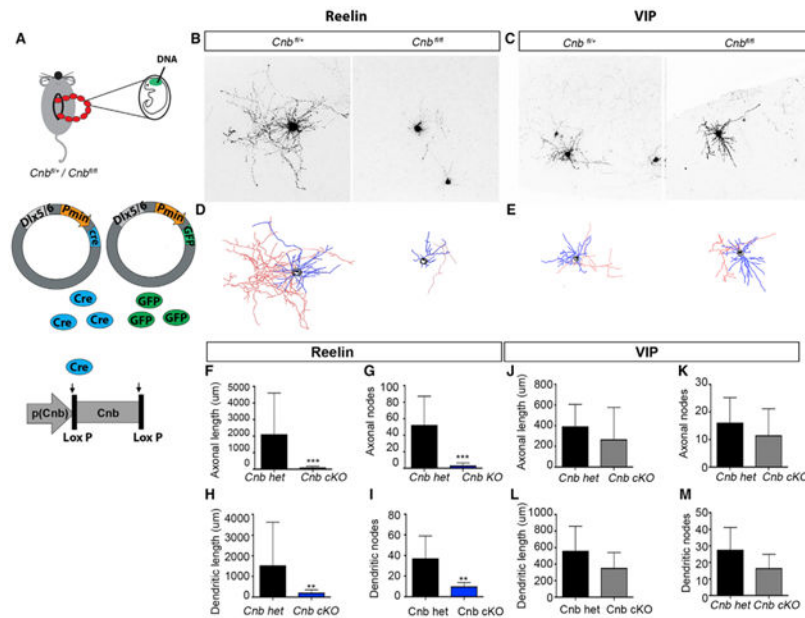 Reelin
VIP
A
B
Cnb fl/+
Cnb fl/fl
C
Cnb fl/+
Cnb fl/fl
DNA
Cnb fl/+ / Cnb fl/fl
D
E
Dlx5/6 Pmin cre
Dlx5/6 Pmin GFP
Cre
GFP
Cre Cre
GFP GFP
Cre
p(Cnb) Cnb
Lox P Lox P
Reelin
VIP
F
Axonal length (um)
5000
4000
3000
2000
1000
0
***
Cnb het Cnb cKO
G
Axonal nodes
100
80
60
40
20
0
***
Cnb het Cnb KO
J
Axonal length (um)
800
600
400
200
0
Cnb het Cnb cKO
K
Axonal nodes
30
20
10
0
Cnb het Cnb cKO
H
Dendritic length (um)
4000
3000
2000
1000
0
**
Cnb het Cnb cKO
I
Dendritic nodes
80
60
40
20
0
**
Cnb het Cnb cKO
L
Dendritic length (um)
1000
800
600
400
200
0
Cnb het Cnb cKO
M
Dendritic nodes
50
40
30
20
10
0
Cnb het Cnb cKO